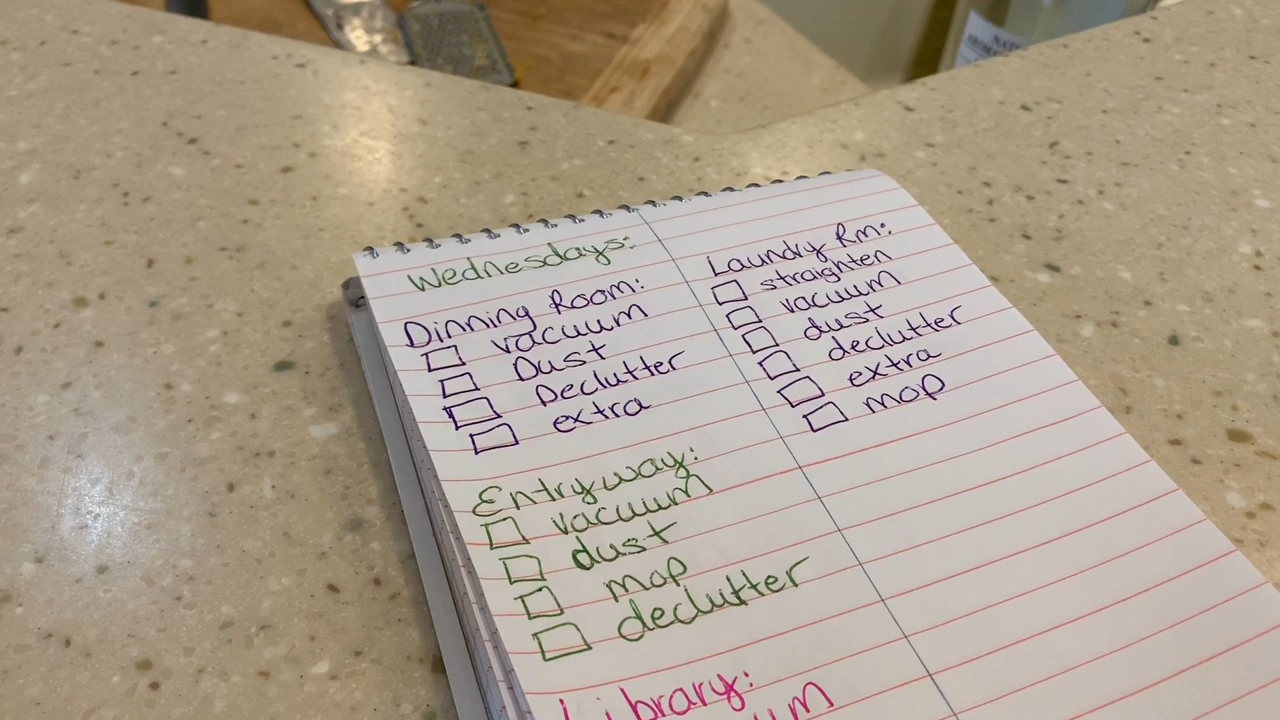 Wednesdays:
Dinning Room:
vacuum
Dust
Declutter
extra
Entryway:
vacuum
dust
mop
declutter
Library:
Laundry Rm:
straighten
vacuum
dust
declutter
extra
mop